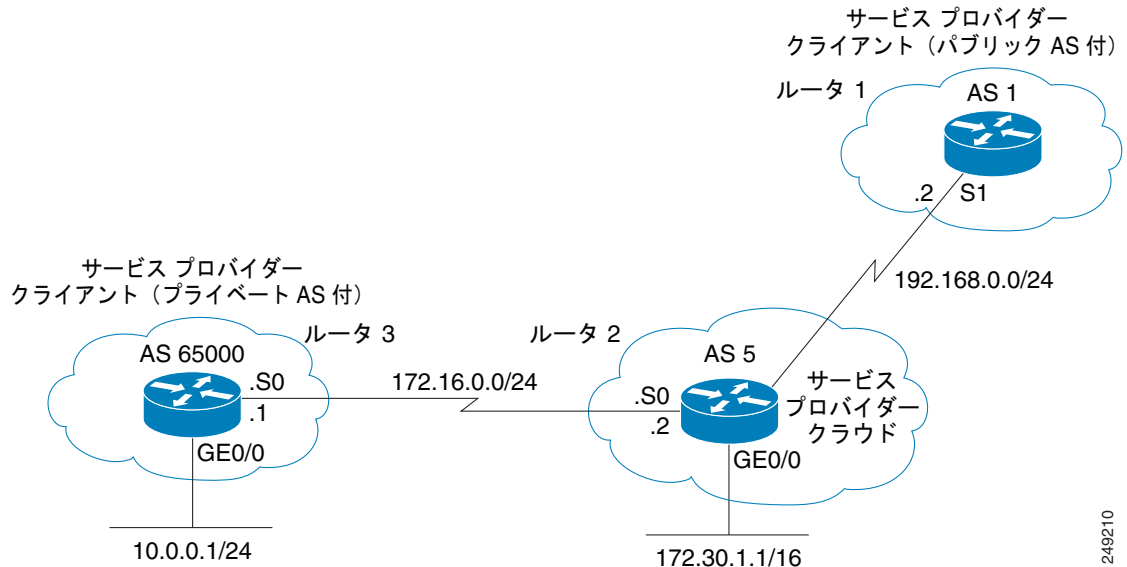 サービス プロバイダー
クライアント（パブリック AS 付）
ルータ 1
AS 1
.2
S1
192.168.0.0/24
サービス プロバイダー
クライアント（プライベート AS 付）
ルータ 3
AS 65000
.S0
.1
GE0/0
10.0.0.1/24
172.16.0.0/24
ルータ 2
AS 5
.S0
.2
サービス
プロバイダー
クラウド
GE0/0
172.30.1.1/16
249210